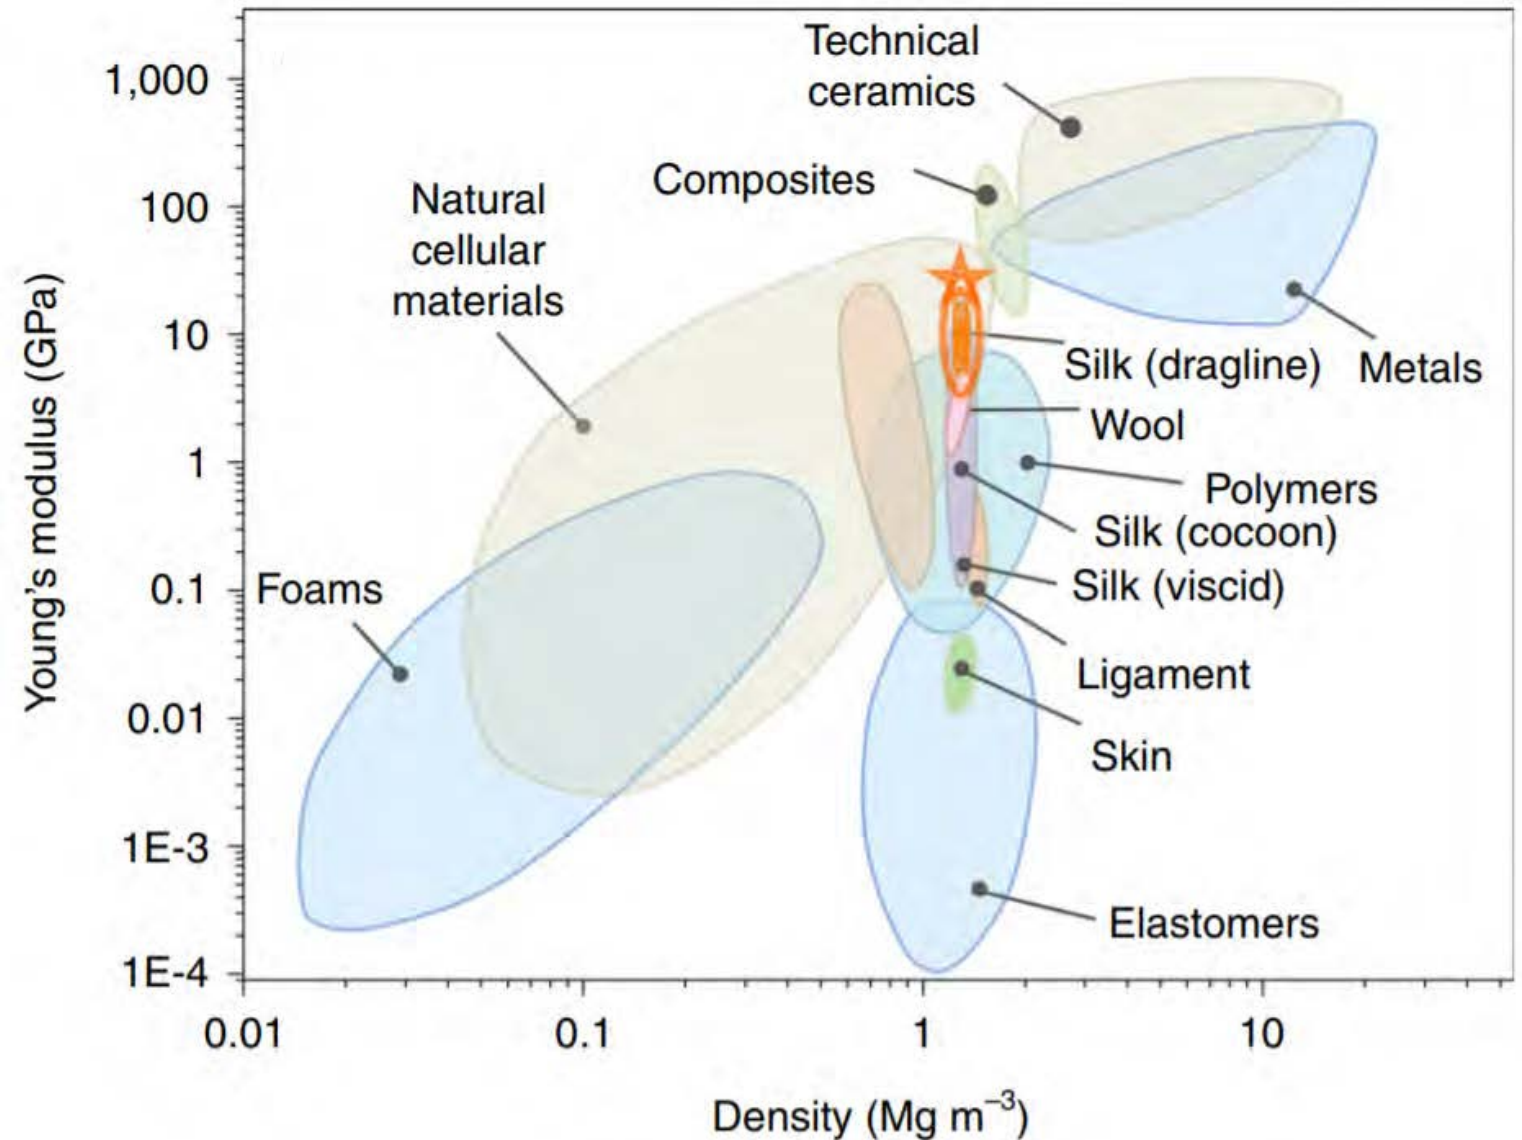 Technical
ceramics
Composites
Natural
cellular
materials
Foams
Silk (dragline)
Metals
Wool
Polymers
Silk (cocoon)
Silk (viscid)
Ligament
Skin
Elastomers
Young's modulus (GPa)
1,000
100
10
1
0.1
0.01
1E-3
1E-4
0.01
0.1
1
10
Density (Mg m⁻³)